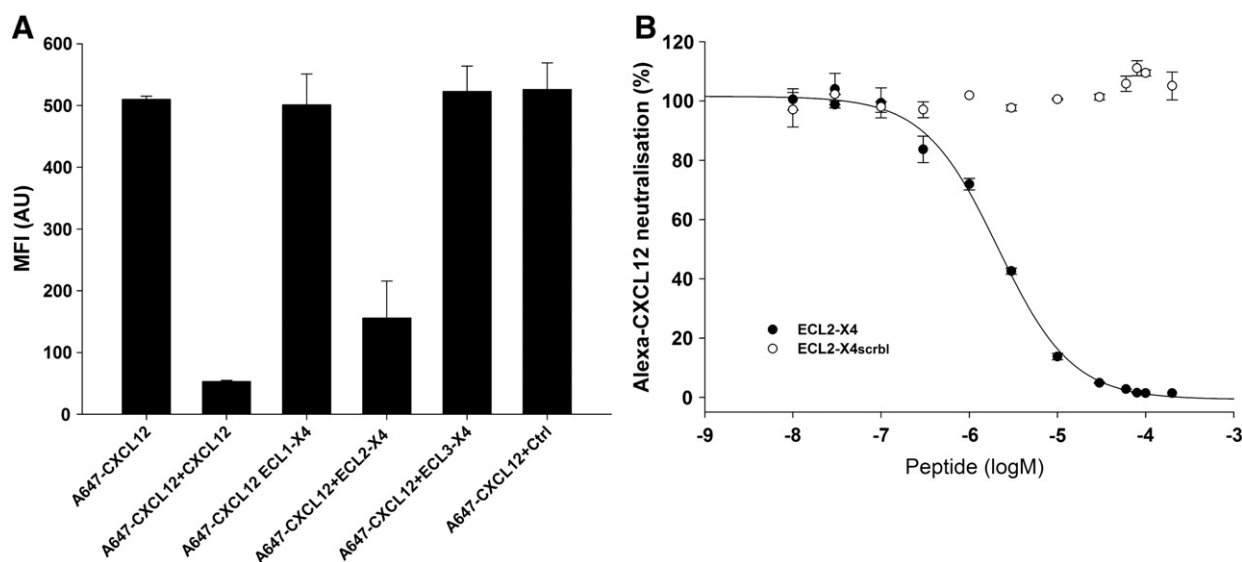 A
MFI (AU)
600
500
400
300
200
100
0
A647-CXCL12
A647-CXCL12+CXCL12
A647-CXCL12 ECL1-X4
A647-CXCL12+ECL2-X4
A647-CXCL12+ECL3-X4
A647-CXCL12+Ctrl
B
Alexa-CXCL12 neutralisation (%)
120
100
80
60
40
20
0
ECL2-X4
ECL2-X4scrbl
-9 -8 -7 -6 -5 -4 -3
Peptide (logM)